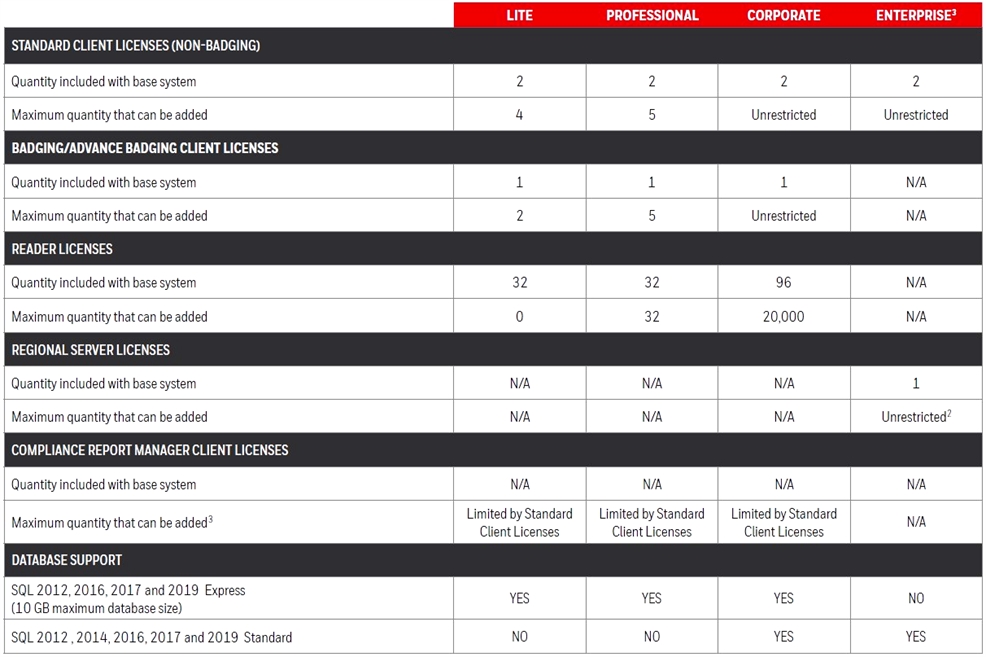 LITE PROFESSIONAL CORPORATE ENTERPRISE³
STANDARD CLIENT LICENSES (NON-BADGING)
Quantity included with base system 2 2 2 2
Maximum quantity that can be added 4 5 Unrestricted Unrestricted
BADGING/ADVANCE BADGING CLIENT LICENSES
Quantity included with base system 1 1 1 N/A
Maximum quantity that can be added 2 5 Unrestricted N/A
READER LICENSES
Quantity included with base system 32 32 96 N/A
Maximum quantity that can be added 0 32 20,000 N/A
REGIONAL SERVER LICENSES
Quantity included with base system N/A N/A N/A 1
Maximum quantity that can be added N/A N/A N/A Unrestricted²
COMPLIANCE REPORT MANAGER CLIENT LICENSES
Quantity included with base system N/A N/A N/A N/A
Maximum quantity that can be added³ Limited by Standard Limited by Standard Limited by Standard N/A
Client Licenses Client Licenses Client Licenses
DATABASE SUPPORT
SQL 2012, 2016, 2017 and 2019 Express YES YES YES NO
(10 GB maximum database size)
SQL 2012 , 2014, 2016, 2017 and 2019 Standard NO NO YES YES